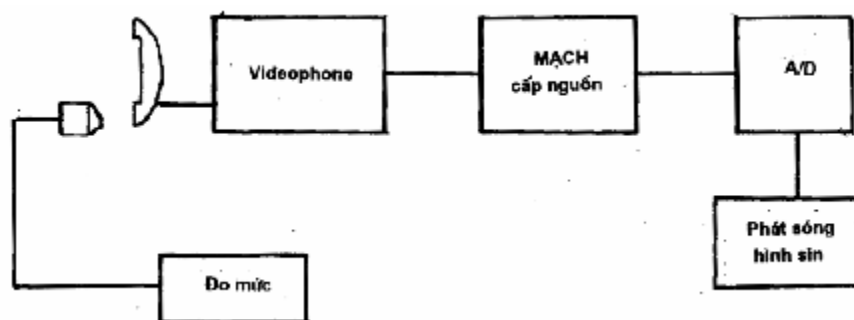 Videophone
MẠCH
cấp nguồn
A/D
Phát sóng
hình sin
Đo mức